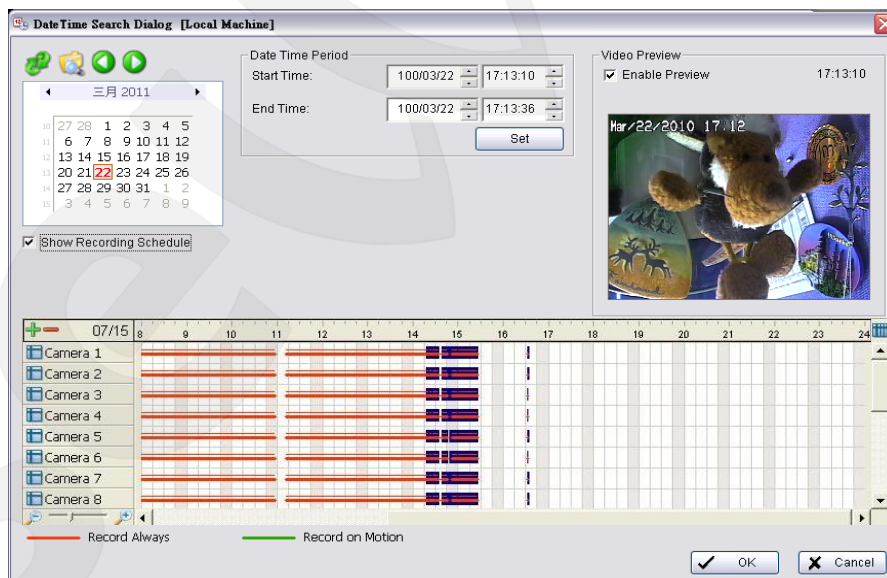 DateTime Search Dialog [Local Machine]
三月 2011
10 27 28 1 2 3 4 5
11 6 7 8 9 10 11 12
12 13 14 15 16 17 18 19
13 20 21 22 23 24 25 26
14 27 28 29 30 31 1 2
15 3 4 5 6 7 8 9
Show Recording Schedule
Date Time Period
Start Time: 100/03/22 17:13:10
End Time: 100/03/22 17:13:36
Set
Video Preview
Enable Preview 17:13:10
Mar/22/2010 17.12
07/15 8 9 10 11 12 13 14 15 16 17 18 19 20 21 22 23 24
Camera 1
Camera 2
Camera 3
Camera 4
Camera 5
Camera 6
Camera 7
Camera 8
Record Always Record on Motion
OK Cancel